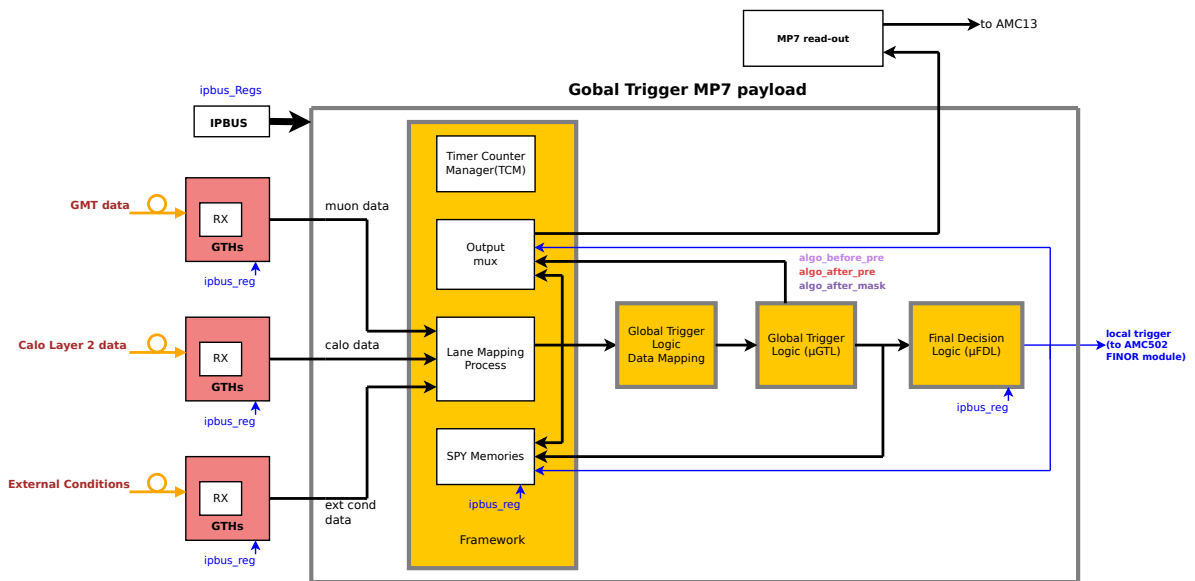 MP7 read-out
to AMC13
ipbus_Regs
Gobal Trigger MP7 payload
IPBUS
Timer Counter
Manager(TCM)
GMT data
RX
GTHs
muon data
ipbus_reg
Output
mux
algo_before_pre
algo_after_pre
algo_after_mask
Calo Layer 2 data
RX
GTHs
calo data
ipbus_reg
Lane Mapping
Process
Global Trigger
Logic
Data Mapping
Global Trigger
Logic (μGTL)
Final Decision
Logic (μFDL)
local trigger
(to AMC502
FINOR module)
ipbus_reg
External Conditions
RX
GTHs
ext cond
data
ipbus_reg
SPY Memories
ipbus_reg
Framework